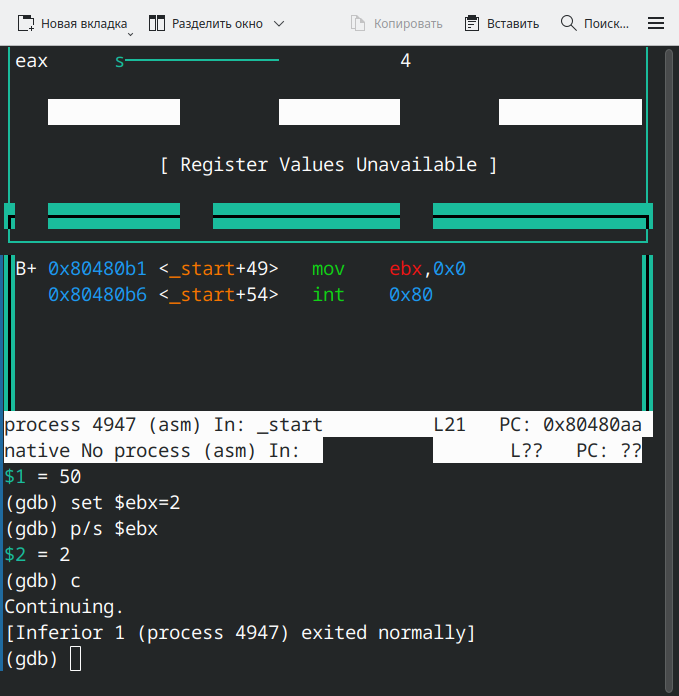 Новая вкладка Разделить окно Копировать Вставить Поиск...
eax s 4
[ Register Values Unavailable ]
B+ 0x80480b1 <_start+49> mov ebx,0x0
0x80480b6 <_start+54> int 0x80
process 4947 (asm) In: _start L21 PC: 0x80480aa
native No process (asm) In: L?? PC: ??
$1 = 50
(gdb) set $ebx=2
(gdb) p/s $ebx
$2 = 2
(gdb) c
Continuing.
[Inferior 1 (process 4947) exited normally]
(gdb)